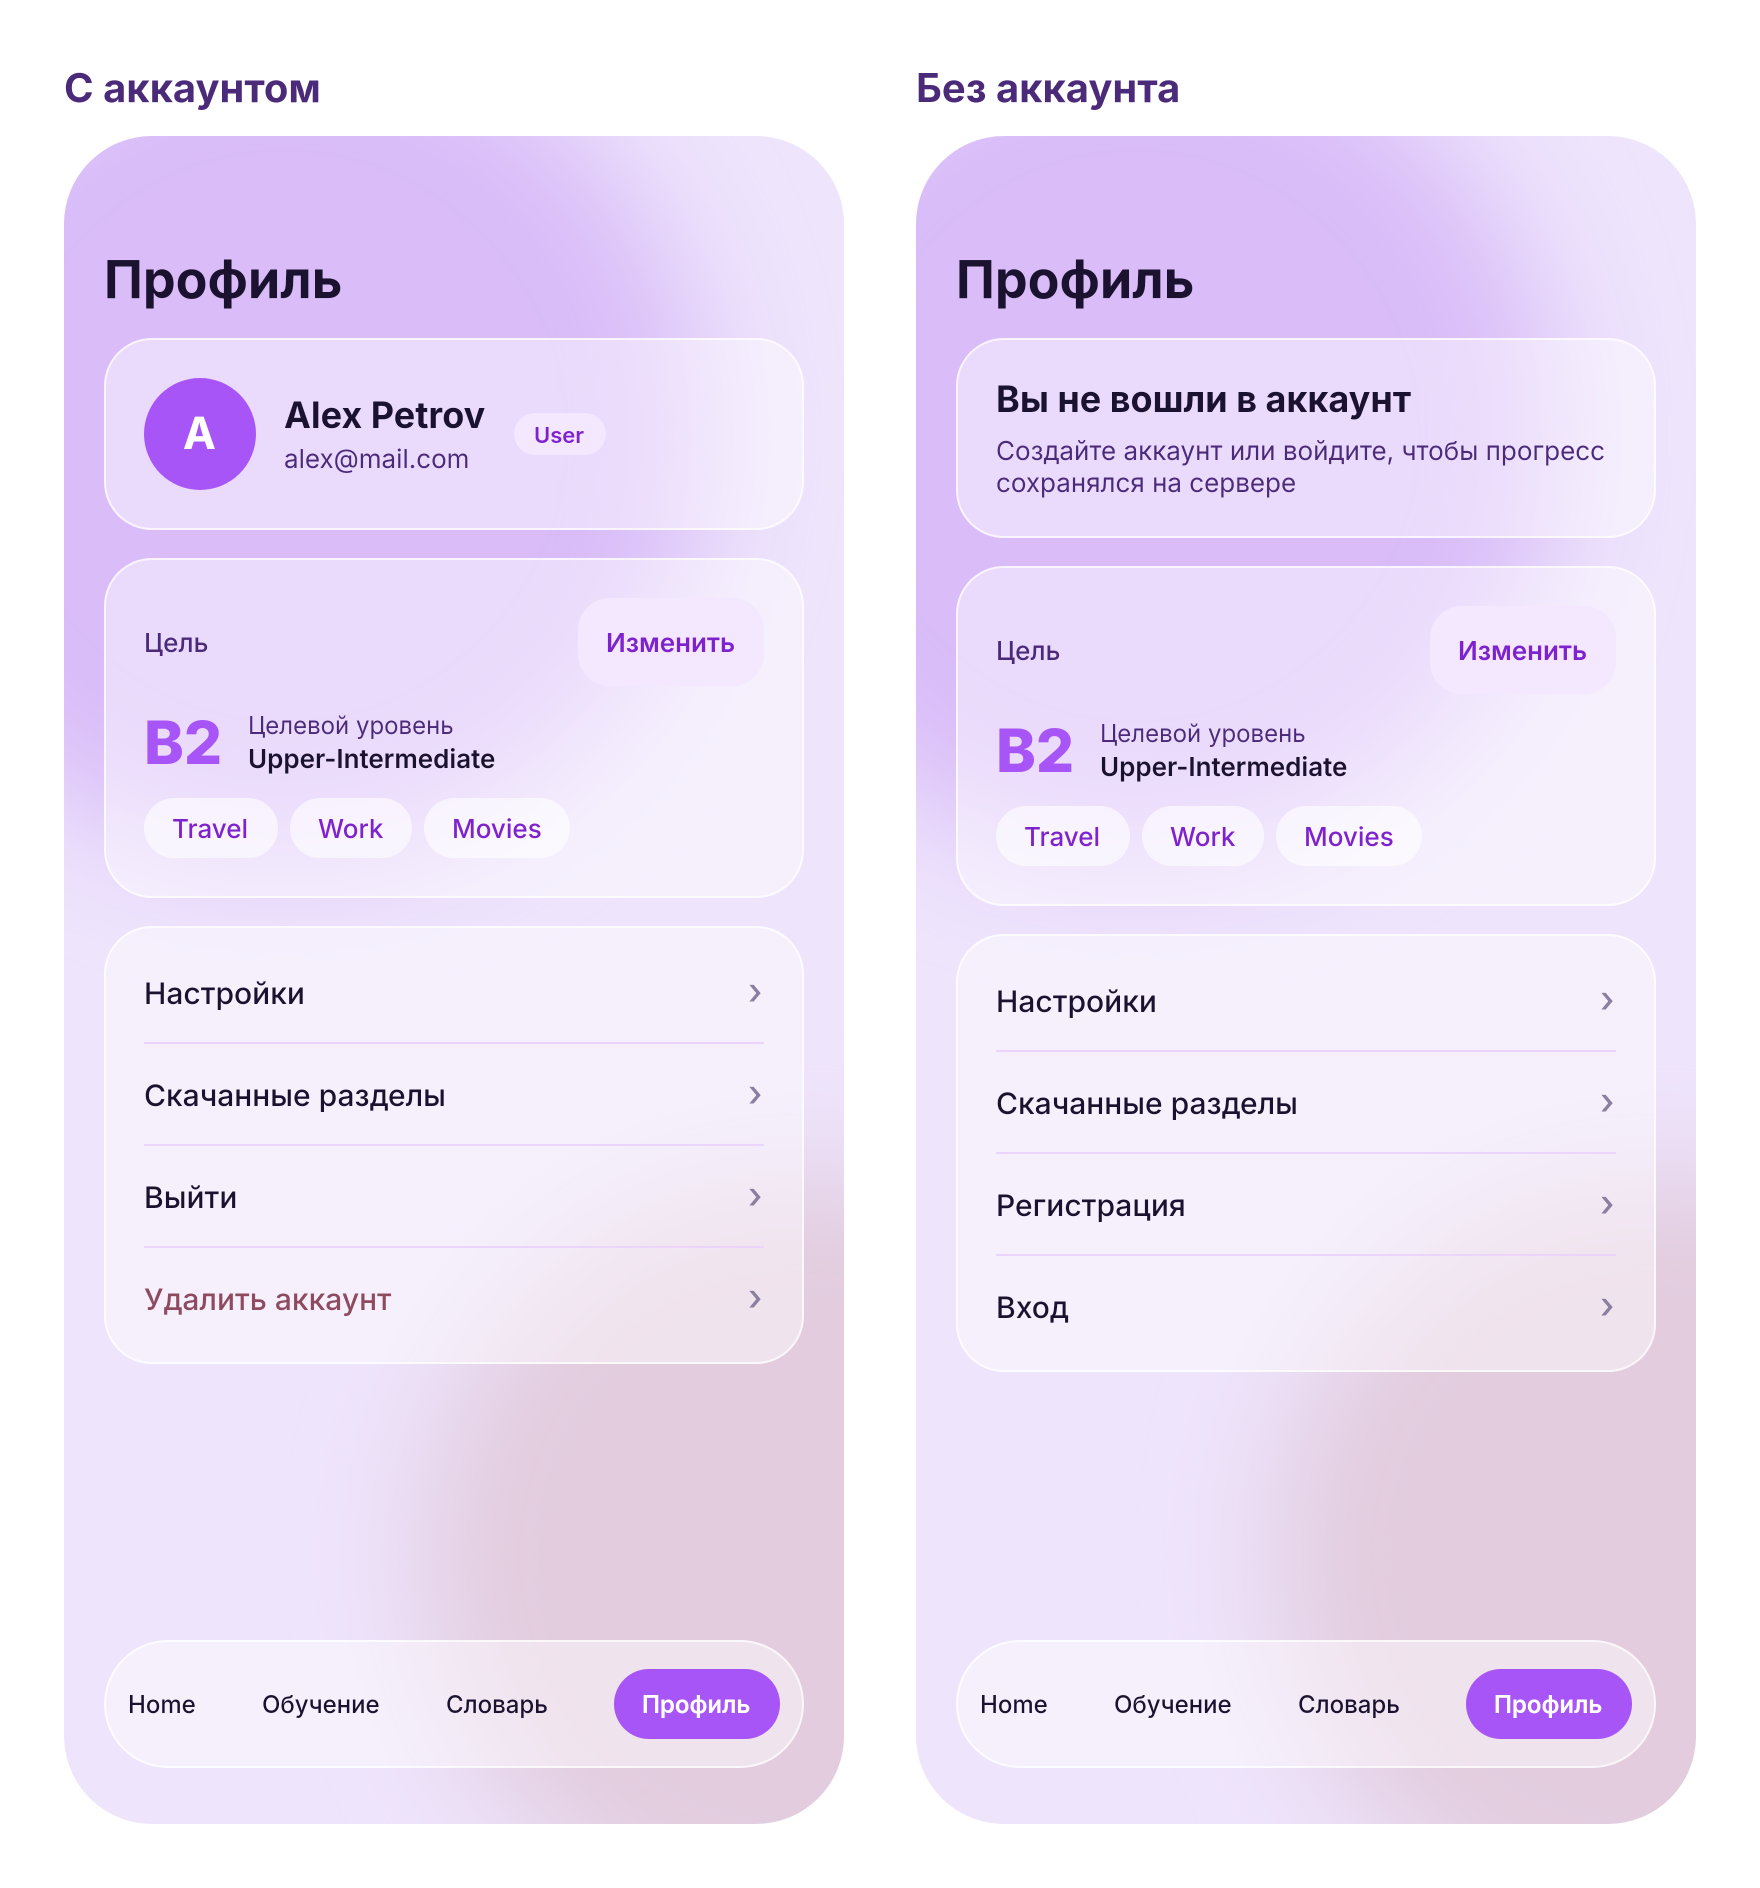 С аккаунтом
Профиль
A
Alex Petrov
alex@mail.com
User
Цель
Изменить
B2
Целевой уровень
Upper-Intermediate
Travel
Work
Movies
Настройки
Скачанные разделы
Выйти
Удалить аккаунт
Home
Обучение
Словарь
Профиль
Без аккаунта
Профиль
Вы не вошли в аккаунт
Создайте аккаунт или войдите, чтобы прогресс
сохранялся на сервере
Цель
Изменить
B2
Целевой уровень
Upper-Intermediate
Travel
Work
Movies
Настройки
Скачанные разделы
Регистрация
Вход
Home
Обучение
Словарь
Профиль